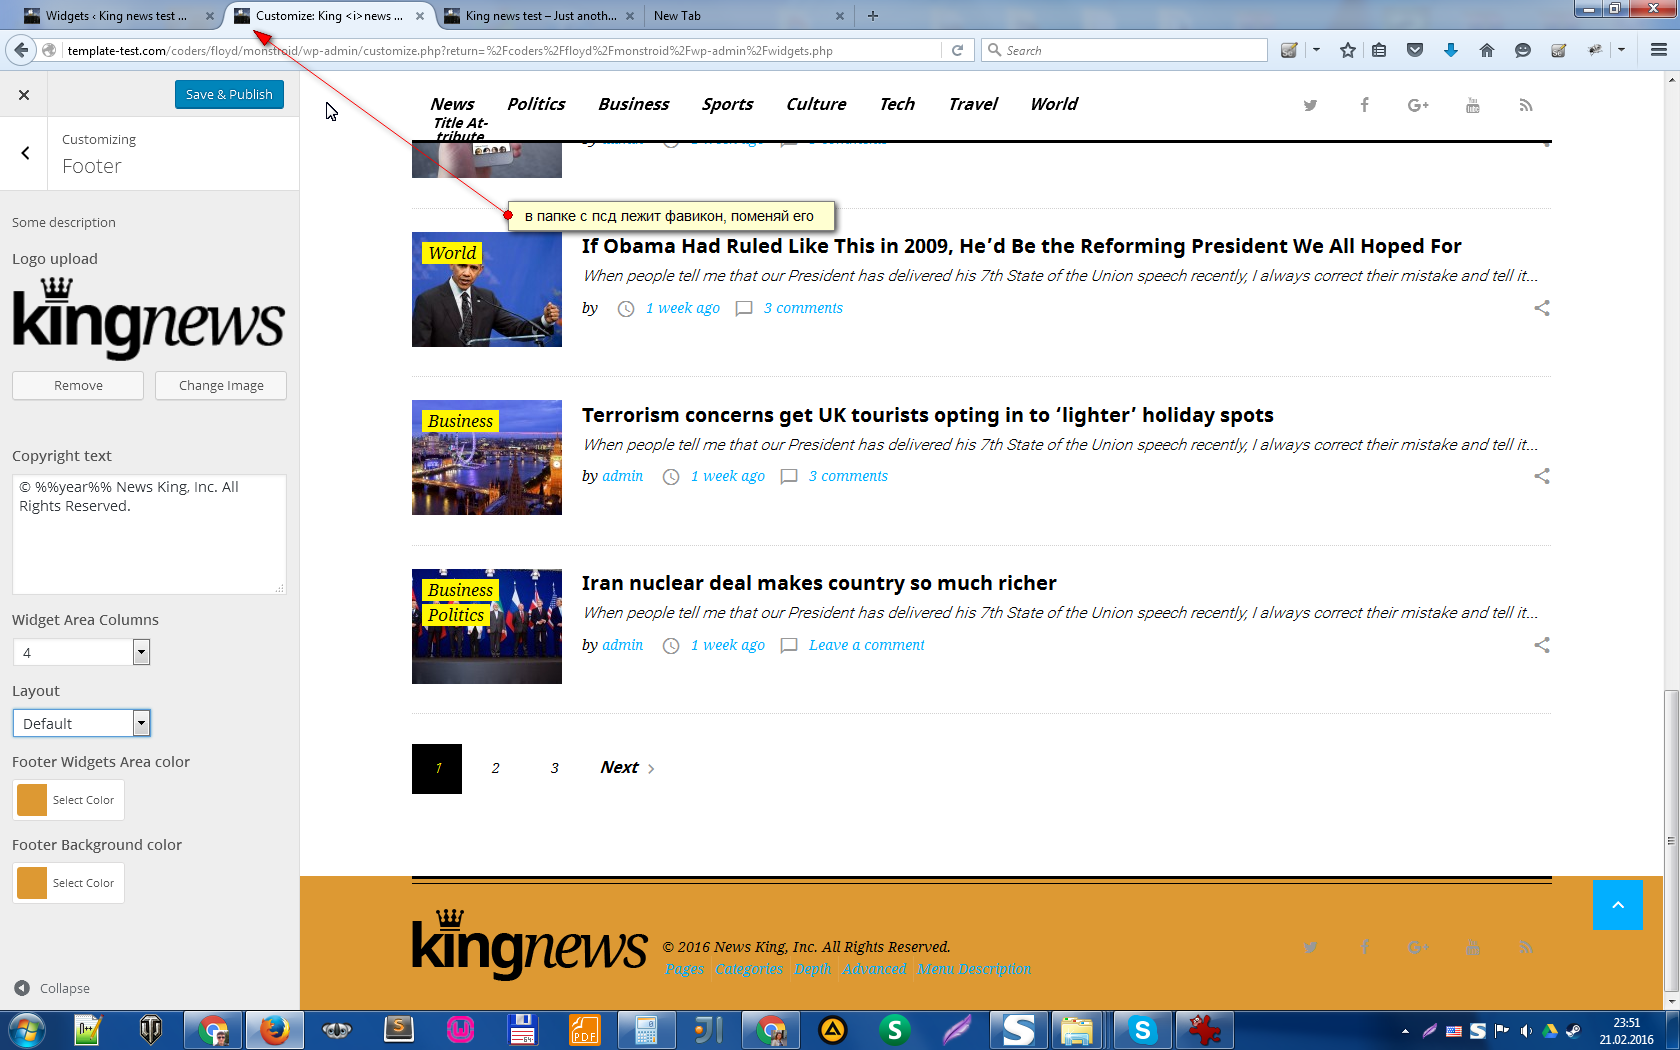 Widgets ‹ King news test ...
Customize: King <i>news ...
King news test – Just anoth...
New Tab
template-test.com/coders/floyd/monstroid/wp-admin/customize.php?return=%2Fcoders%2Ffloyd%2Fmonstroid%2Fwp-admin%2Fwidgets.php
Search
Save & Publish
Customizing
Footer
Some description
Logo upload
kingnews
Remove
Change Image
Copyright text
© %%year%% News King, Inc. All
Rights Reserved.
Widget Area Columns
4
Layout
Default
Footer Widgets Area color
Select Color
Footer Background color
Select Color
Collapse
News Politics Business Sports Culture Tech Travel World
Title At-
tribute
в папке с псд лежит фавикон, поменяй его
World
If Obama Had Ruled Like This in 2009, He’d Be the Reforming President We All Hoped For
When people tell me that our President has delivered his 7th State of the Union speech recently, I always correct their mistake and tell it...
by 1 week ago 3 comments
Business
Terrorism concerns get UK tourists opting in to ‘lighter’ holiday spots
When people tell me that our President has delivered his 7th State of the Union speech recently, I always correct their mistake and tell it...
by admin 1 week ago 3 comments
Business
Politics
Iran nuclear deal makes country so much richer
When people tell me that our President has delivered his 7th State of the Union speech recently, I always correct their mistake and tell it...
by admin 1 week ago Leave a comment
1 2 3 Next
kingnews
© 2016 News King, Inc. All Rights Reserved.
Pages Categories Depth Advanced Menu Description
23:51
21.02.2016